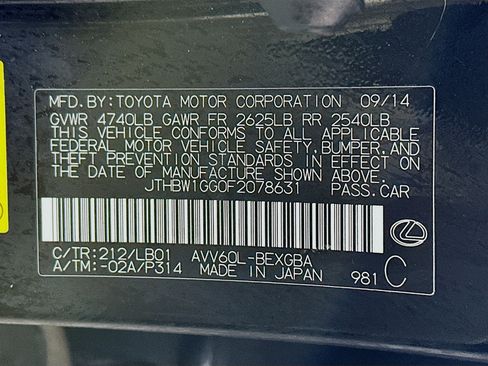 MFD.BY:TOYOTA MOTOR CORPORATION 09/14
GVWR 4740LB GAWR FR 2625LB RR 2540LB
THIS VEHICLE CONFORMS TO ALL APPLICABLE
FEDERAL MOTOR VEHICLE SAFETY, BUMPER, AND
THEFT PREVENTION STANDARDS IN EFFECT ON
THE DATE OF MANUFACTURE SHOWN ABOVE.
JTHBW1GG0F2078631 PASS.CAR
C/TR:212/LB01 AVV60L-BEXGBA
A/TM:-02A/P314 MADE IN JAPAN 981 C